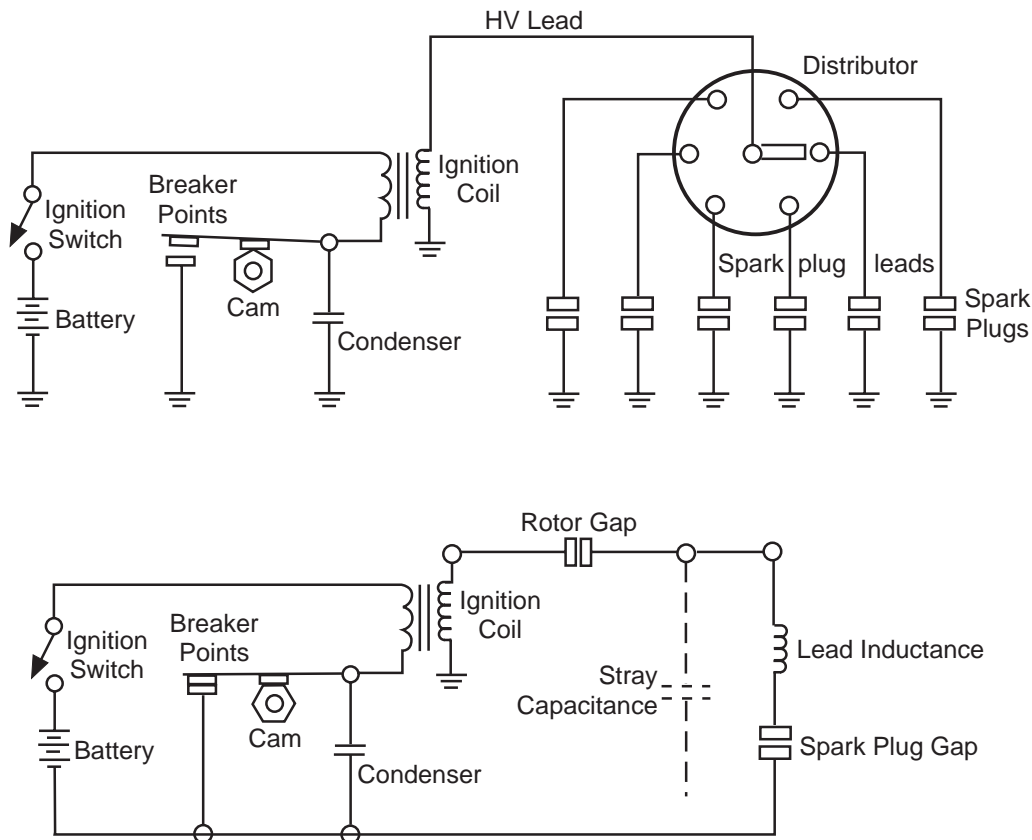 HV Lead
Distributor
Ignition
Coil
Breaker
Points
Ignition
Switch
Spark plug leads
Cam
Battery
Condenser
Spark
Plugs
Rotor Gap
Ignition
Coil
Breaker
Points
Ignition
Switch
Lead Inductance
Stray
Capacitance
Cam
Battery
Condenser
Spark Plug Gap